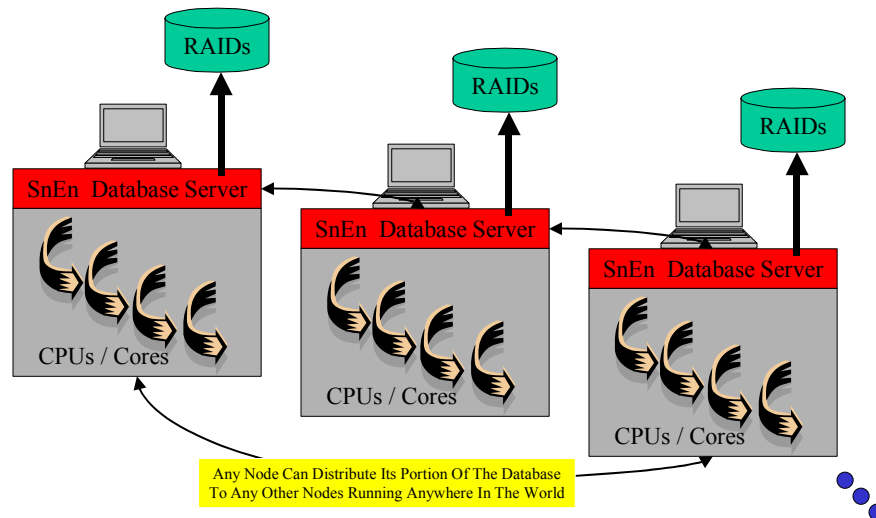 RAIDs
RAIDs
RAIDs
SnEn Database Server
SnEn Database Server
SnEn Database Server
CPUs / Cores
CPUs / Cores
CPUs / Cores
Any Node Can Distribute Its Portion Of The Database
To Any Other Nodes Running Anywhere In The World